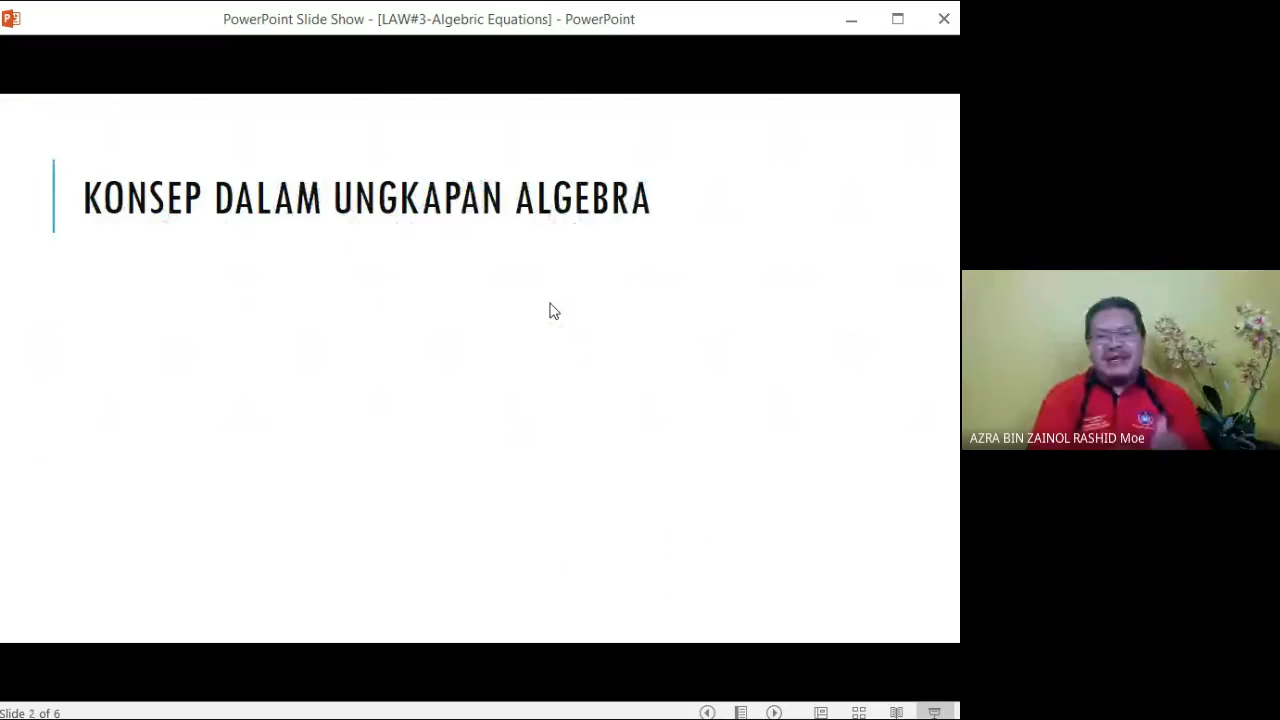 PowerPoint Slide Show - [LAW#3-Algebric Equations] - PowerPoint
KONSEP DALAM UNGKAPAN ALGEBRA
AZRA BIN ZAINOL RASHID Moe
Slide 2 of 6